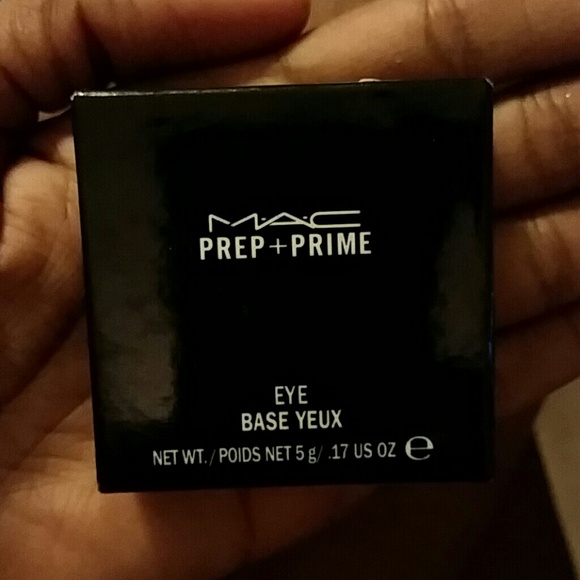 M·A·C
PREP+PRIME
EYE
BASE YEUX
NET WT./POIDS NET 5 g/ .17 US OZ ℮